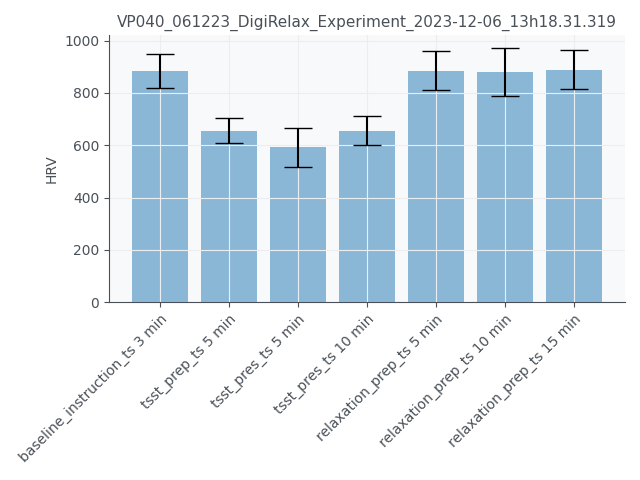 VP040_061223_DigiRelax_Experiment_2023-12-06_13h18.31.319
1000
800
600
400
200
0
HRV
baseline_instruction_ts 3 min
tsst_prep_ts 5 min
tsst_pres_ts 5 min
tsst_pres_ts 10 min
relaxation_prep_ts 5 min
relaxation_prep_ts 10 min
relaxation_prep_ts 15 min